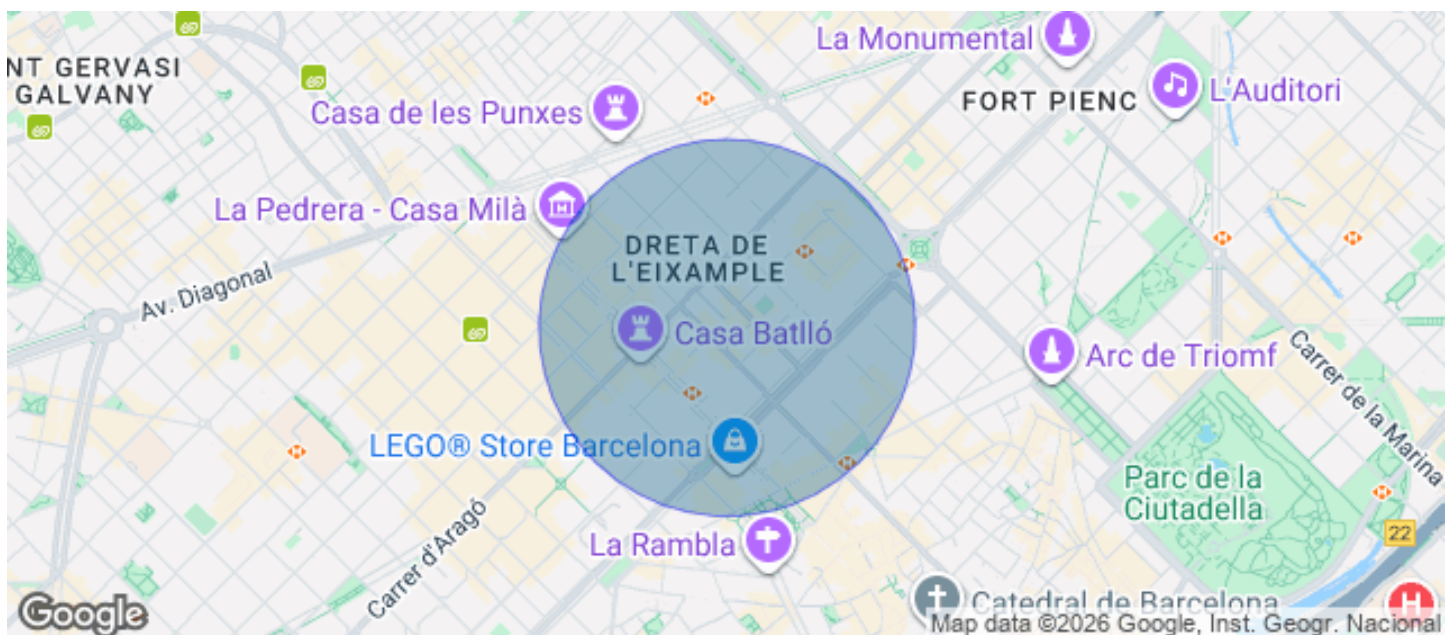 La Monumental
NT GERVASI
GALVANY
L'Auditori
FORT PIENC
Casa de les Punxes
La Pedrera - Casa Milà
DRETA DE
L'EIXAMPLE
Av. Diagonal
Casa Batlló
Arc de Triomf
Carrer de la Marina
LEGO® Store Barcelona
Parc de la
Ciutadella
22
La Rambla
Carrer d'Aragó
Catedral de Barcelona
H
Google
Map data ©2026 Google, Inst. Geogr. Nacional